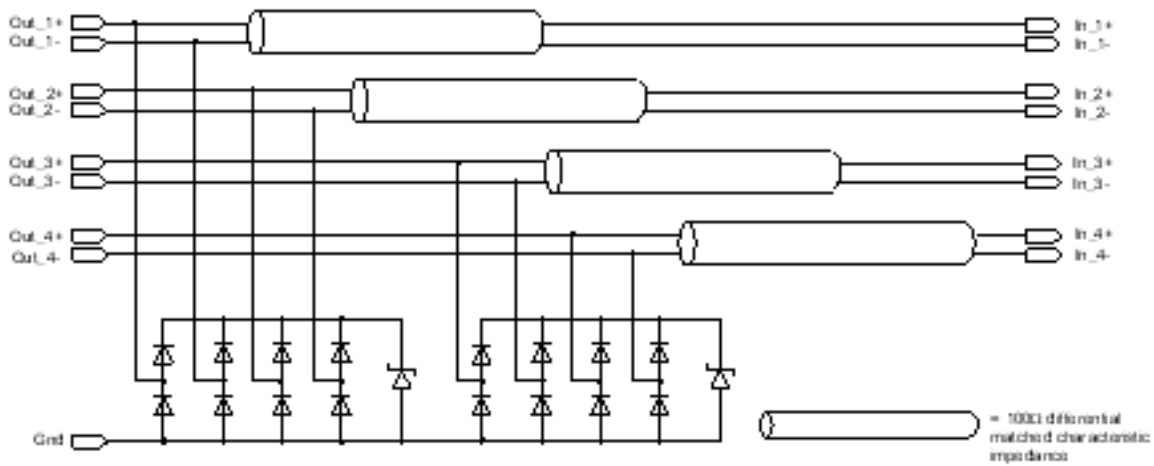 Out_1+
Out_1-
In_1+
In_1-
Out_2+
Out_2-
In_2+
In_2-
Out_3+
Out_3-
In_3+
In_3-
Out_4+
Out_4-
In_4+
In_4-
Gnd
= 100Ω differential
matched characteristic
impedance